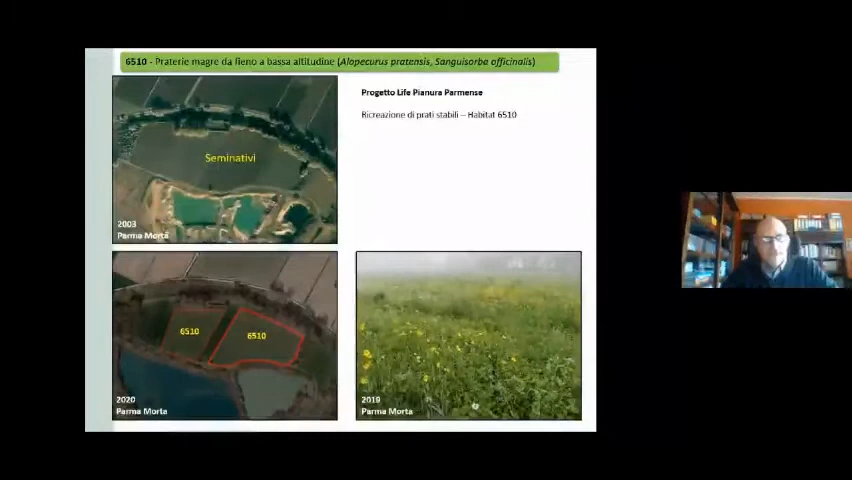 6510 - Praterie magre da fieno a bassa altitudine (Alopecurus pratensis, Sanguisorba officinalis)
Progetto Life Pianura Parmense
Ricreazione di prati stabili – Habitat 6510
Seminativi
2003
Parma Morta
6510
6510
2020
Parma Morta
2019
Parma Morta